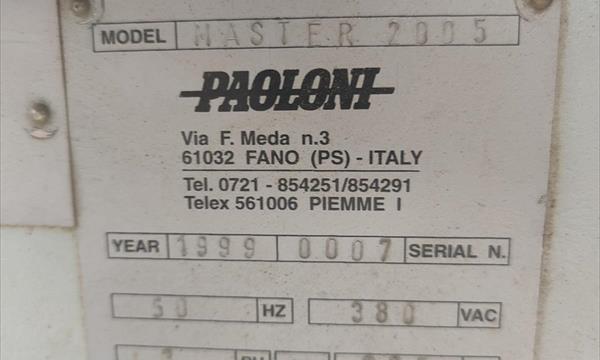 MODEL MASTER 2005
PAOLONI
Via F. Meda n.3
61032 FANO (PS) - ITALY
Tel. 0721 - 854251/854291
Telex 561006 PIEMME I
YEAR 1999 0007 SERIAL N.
50 HZ 380 VAC